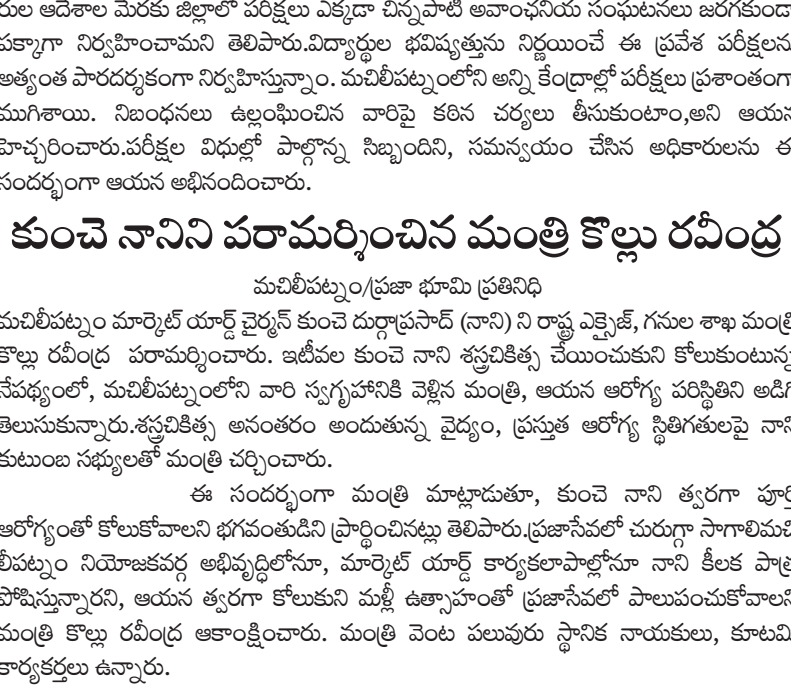 రుల ఆదేశాల మేరకు జిల్లాలో పరీక్షలు ఎక్కడా చిన్నపాటి అవాంఛనీయ సంఘటనలు జరగకుండా
పక్కాగా నిర్వహించామని తెలిపారు.విద్యార్థుల భవిష్యత్తును నిర్ణయించే ఈ ప్రవేశ పరీక్షలను
అత్యంత పారదర్శకంగా నిర్వహిస్తున్నాం. మచిలీపట్నంలోని అన్ని కేంద్రాల్లో పరీక్షలు ప్రశాంతంగా
ముగిశాయి. నిబంధనలు ఉల్లంఘించిన వారిపై కఠిన చర్యలు తీసుకుంటాం,అని ఆయన
హెచ్చరించారు.పరీక్షల విధుల్లో పాల్గొన్న సిబ్బందిని, సమన్వయం చేసిన అధికారులను ఈ
సందర్భంగా ఆయన అభినందించారు.
కుంచె నానిని పరామర్శించిన మంత్రి కొల్లు రవీంద్ర
మచిలీపట్నం/ప్రజా భూమి ప్రతినిధి
మచిలీపట్నం మార్కెట్ యార్డ్ చైర్మన్ కుంచె దుర్గాప్రసాద్ (నాని) ని రాష్ట్ర ఎక్సైజ్, గనుల శాఖ మంత్రి
కొల్లు రవీంద్ర పరామర్శించారు. ఇటీవల కుంచె నాని శస్త్రచికిత్స చేయించుకుని కోలుకుంటున్న
నేపథ్యంలో, మచిలీపట్నంలోని వారి స్వగృహానికి వెళ్లిన మంత్రి, ఆయన ఆరోగ్య పరిస్థితిని అడిగి
తెలుసుకున్నారు.శస్త్రచికిత్స అనంతరం అందుతున్న వైద్యం, ప్రస్తుత ఆరోగ్య స్థితిగతులపై నాని
కుటుంబ సభ్యులతో మంత్రి చర్చించారు.
ఈ సందర్భంగా మంత్రి మాట్లాడుతూ, కుంచె నాని త్వరగా పూర్తి
ఆరోగ్యంతో కోలుకోవాలని భగవంతుడిని ప్రార్థించినట్లు తెలిపారు.ప్రజాసేవలో చురుగ్గా సాగాలిమచి
లీపట్నం నియోజకవర్గ అభివృద్ధిలోనూ, మార్కెట్ యార్డ్ కార్యకలాపాల్లోనూ నాని కీలక పాత్ర
పోషిస్తున్నారని, ఆయన త్వరగా కోలుకుని మళ్లీ ఉత్సాహంతో ప్రజాసేవలో పాలుపంచుకోవాలని
మంత్రి కొల్లు రవీంద్ర ఆకాంక్షించారు. మంత్రి వెంట పలువురు స్థానిక నాయకులు, కూటమి
కార్యకర్తలు ఉన్నారు.